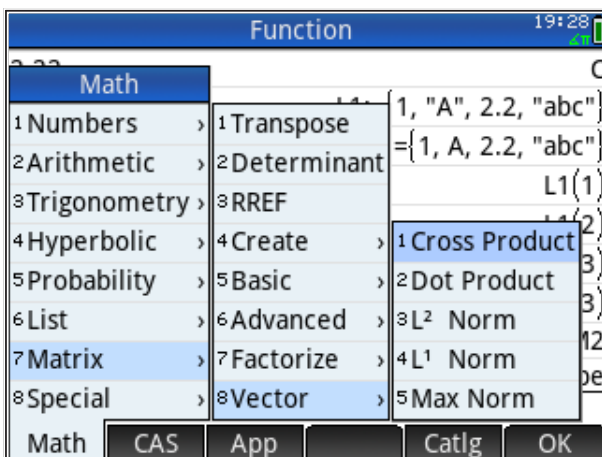 Function
19:28
∡π
Math
1 Numbers ›
2 Arithmetic ›
3 Trigonometry ›
4 Hyperbolic ›
5 Probability ›
6 List ›
7 Matrix ›
8 Special ›
1 Transpose
2 Determinant
3 RREF
4 Create ›
5 Basic ›
6 Advanced ›
7 Factorize ›
8 Vector ›
1 Cross Product
2 Dot Product
3 L² Norm
4 L¹ Norm
5 Max Norm
1, "A", 2.2, "abc"}
={1, A, 2.2, "abc"}
L1(1)
Math CAS App Catlg OK